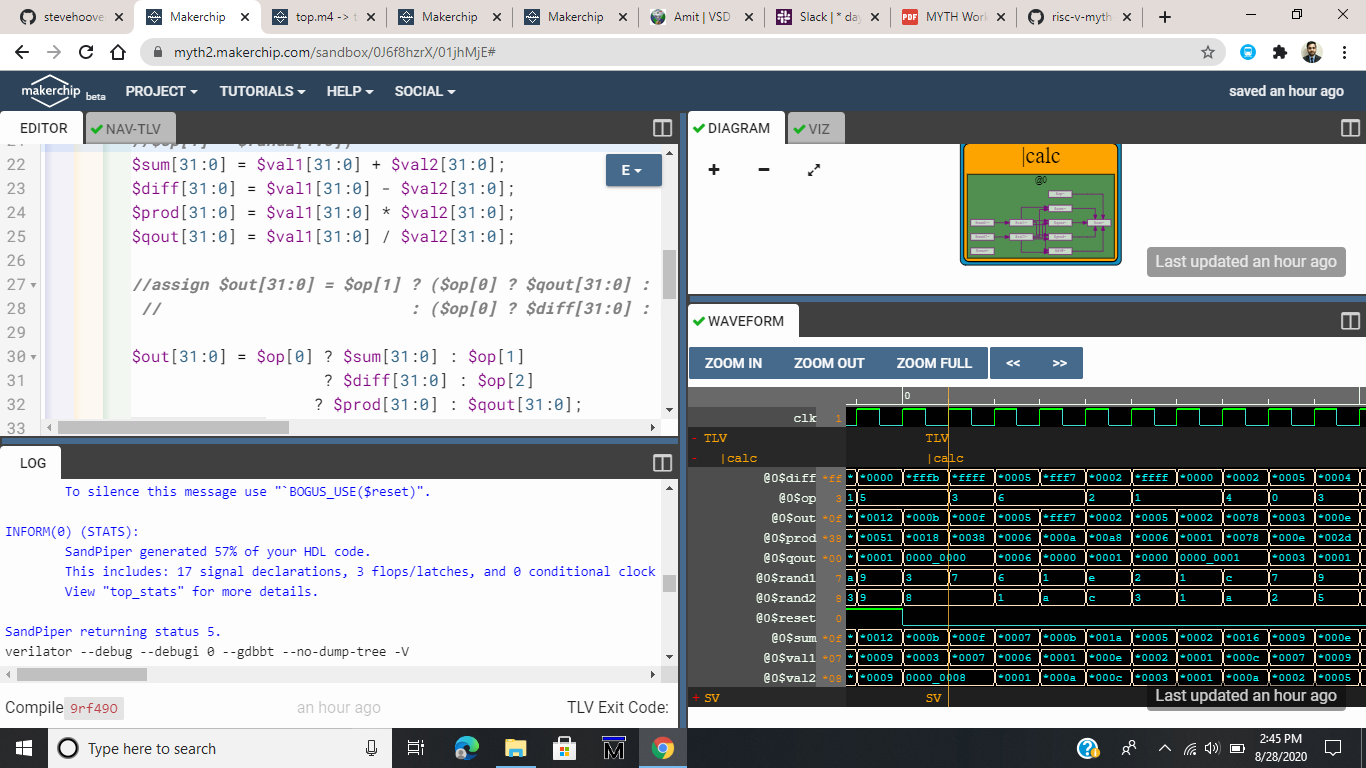 stevehoove
Makerchip
top.m4 -> t
Makerchip
Makerchip
Amit | VSD
Slack | * da
MYTH Work
risc-v-myth
myth2.makerchip.com/sandbox/0J6f8hzrX/01jhMjE#
makerchip beta PROJECT TUTORIALS HELP SOCIAL saved an hour ago
EDITOR NAV-TLV
22 $sum[31:0] = $val1[31:0] + $val2[31:0];
23 $diff[31:0] = $val1[31:0] - $val2[31:0];
24 $prod[31:0] = $val1[31:0] * $val2[31:0];
25 $qout[31:0] = $val1[31:0] / $val2[31:0];
26
27 //assign $out[31:0] = $op[1] ? ($op[0] ? $qout[31:0] :
28 // : ($op[0] ? $diff[31:0] :
29
30 $out[31:0] = $op[0] ? $sum[31:0] : $op[1]
31 ? $diff[31:0] : $op[2]
32 ? $prod[31:0] : $qout[31:0];
33
E
LOG
To silence this message use "`BOGUS_USE($reset)".
INFORM(0) (STATS):
SandPiper generated 57% of your HDL code.
This includes: 17 signal declarations, 3 flops/latches, and 0 conditional clock
View "top_stats" for more details.
SandPiper returning status 5.
verilator --debug --debugi 0 --gdbbt --no-dump-tree -V
Compile 9rf490 an hour ago TLV Exit Code:
DIAGRAM VIZ
|calc
@0
Last updated an hour ago
WAVEFORM
ZOOM IN ZOOM OUT ZOOM FULL << >>
0
clk 1
- TLV TLV
- |calc |calc
@0$diff *ff * *0000 *fffb *ffff *0005 *fff7 *0002 *ffff *0000 *0002 *0005 *0004
@0$op 3 1 5 3 6 2 1 4 0 3
@0$out *0f * *0012 *000b *000f *0005 *fff7 *0002 *0005 *0002 *0078 *0003 *000e
@0$prod *38 * *0051 *0018 *0038 *0006 *000a *00a8 *0006 *0001 *0078 *000e *002d
@0$qout *00 * *0001 0000_0000 *0006 *0000 *0001 *0000 0000_0001 *0003 *0001
@0$rand1 7 a 9 3 7 6 1 e 2 1 c 7 9
@0$rand2 8 3 9 8 1 a c 3 1 a 2 5
@0$reset 0
@0$sum *0f * *0012 *000b *000f *0007 *000b *001a *0005 *0002 *0016 *0009 *000e
@0$val1 *07 * *0009 *0003 *0007 *0006 *0001 *000e *0002 *0001 *000c *0007 *0009
@0$val2 *08 * *0009 0000_0008 *0001 *000a *000c *0003 *0001 *000a *0002 *0005
+ SV SV
Last updated an hour ago
Type here to search
2:45 PM
8/28/2020